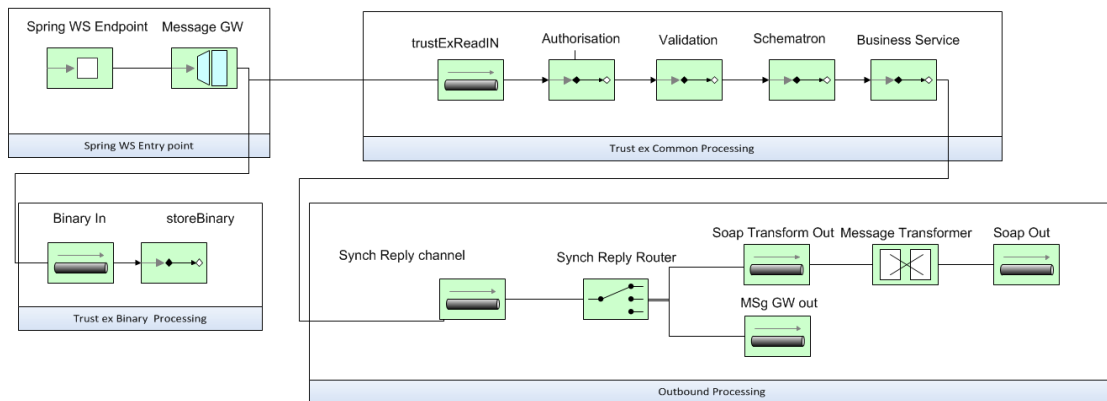 Spring WS Endpoint
Message GW
Spring WS Entry point
trustExReadIN
Authorisation
Validation
Schematron
Business Service
Trust ex Common Processing
Binary In
storeBinary
Trust ex Binary  Processing
Synch Reply channel
Synch Reply Router
Soap Transform Out
Message Transformer
Soap Out
MSg GW out
Outbound Processing